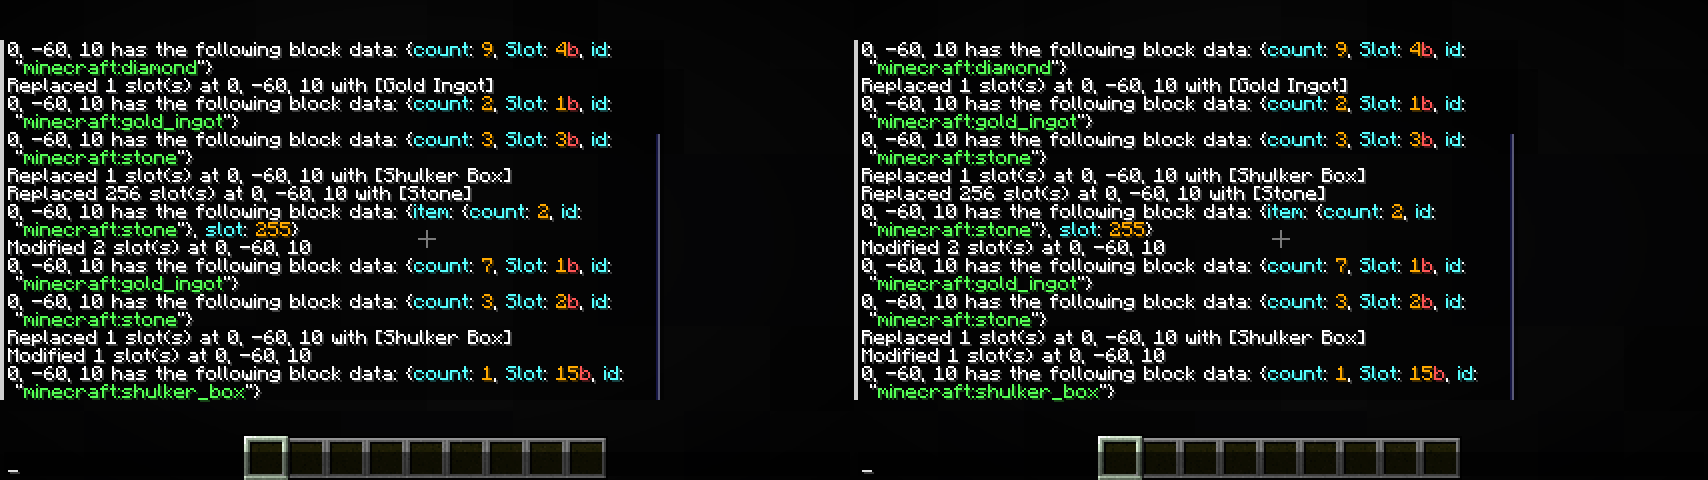 0, -60, 10 has the following block data: {count: 9, Slot: 4b, id:
"minecraft:diamond"}
Replaced 1 slot(s) at 0, -60, 10 with [Gold Ingot]
0, -60, 10 has the following block data: {count: 2, Slot: 1b, id:
"minecraft:gold_ingot"}
0, -60, 10 has the following block data: {count: 3, Slot: 3b, id:
"minecraft:stone"}
Replaced 1 slot(s) at 0, -60, 10 with [Shulker Box]
Replaced 256 slot(s) at 0, -60, 10 with [Stone]
0, -60, 10 has the following block data: {item: {count: 2, id:
"minecraft:stone"}, slot: 255}
Modified 2 slot(s) at 0, -60, 10
0, -60, 10 has the following block data: {count: 7, Slot: 1b, id:
"minecraft:gold_ingot"}
0, -60, 10 has the following block data: {count: 3, Slot: 2b, id:
"minecraft:stone"}
Replaced 1 slot(s) at 0, -60, 10 with [Shulker Box]
Modified 1 slot(s) at 0, -60, 10
0, -60, 10 has the following block data: {count: 1, Slot: 15b, id:
"minecraft:shulker_box"}
_
0, -60, 10 has the following block data: {count: 9, Slot: 4b, id:
"minecraft:diamond"}
Replaced 1 slot(s) at 0, -60, 10 with [Gold Ingot]
0, -60, 10 has the following block data: {count: 2, Slot: 1b, id:
"minecraft:gold_ingot"}
0, -60, 10 has the following block data: {count: 3, Slot: 3b, id:
"minecraft:stone"}
Replaced 1 slot(s) at 0, -60, 10 with [Shulker Box]
Replaced 256 slot(s) at 0, -60, 10 with [Stone]
0, -60, 10 has the following block data: {item: {count: 2, id:
"minecraft:stone"}, slot: 255}
Modified 2 slot(s) at 0, -60, 10
0, -60, 10 has the following block data: {count: 7, Slot: 1b, id:
"minecraft:gold_ingot"}
0, -60, 10 has the following block data: {count: 3, Slot: 2b, id:
"minecraft:stone"}
Replaced 1 slot(s) at 0, -60, 10 with [Shulker Box]
Modified 1 slot(s) at 0, -60, 10
0, -60, 10 has the following block data: {count: 1, Slot: 15b, id:
"minecraft:shulker_box"}
_